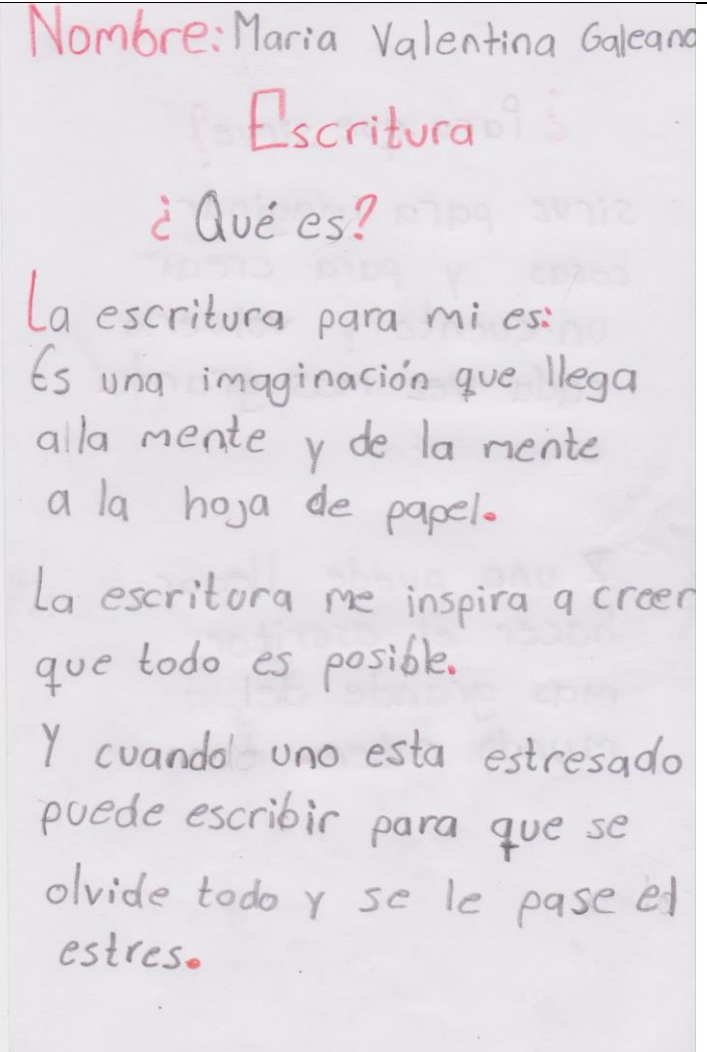 Nombre: Maria Valentina Galeano
Escritura
¿Qué es?
La escritura para mi es:
Es una imaginación que llega
alla mente y de la mente
a la hoja de papel.
La escritora me inspira a creer
que todo es posible.
Y cuando uno esta estresado
puede escribir para que se
olvide todo y se le pase el
estres.